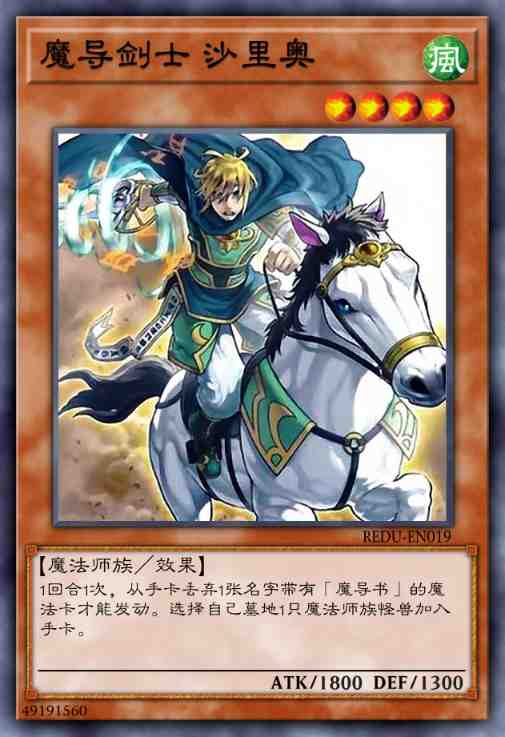 魔导剑士 沙里奥
瘋
REDU-EN019
【魔法师族／效果】
1回合1次，从手卡丢弃1张名字带有「魔导书」的魔
法卡才能发动。选择自己墓地1只魔法师族怪兽加入
手卡。
ATK/1800 DEF/1300
49191560